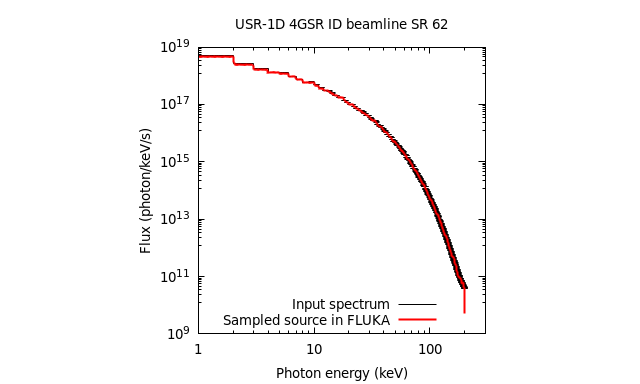 USR-1D 4GSR ID beamline SR 62
10^19
10^17
10^15
10^13
10^11
10^9
Flux (photon/keV/s)
Input spectrum
Sampled source in FLUKA
1 10 100
Photon energy (keV)